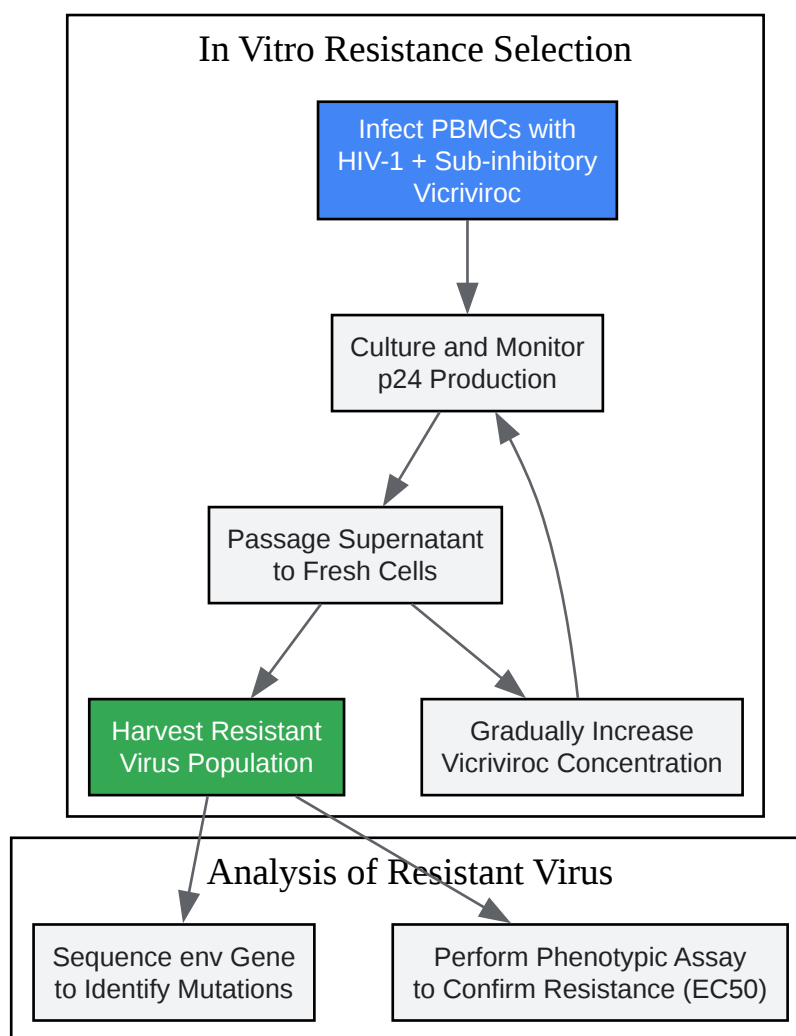 In Vitro Resistance Selection
Infect PBMCs with
HIV-1 + Sub-inhibitory
Vicriviroc
Culture and Monitor
p24 Production
Passage Supernatant
to Fresh Cells
Harvest Resistant
Virus Population
Gradually Increase
Vicriviroc Concentration
Analysis of Resistant Virus
Sequence env Gene
to Identify Mutations
Perform Phenotypic Assay
to Confirm Resistance (EC50)